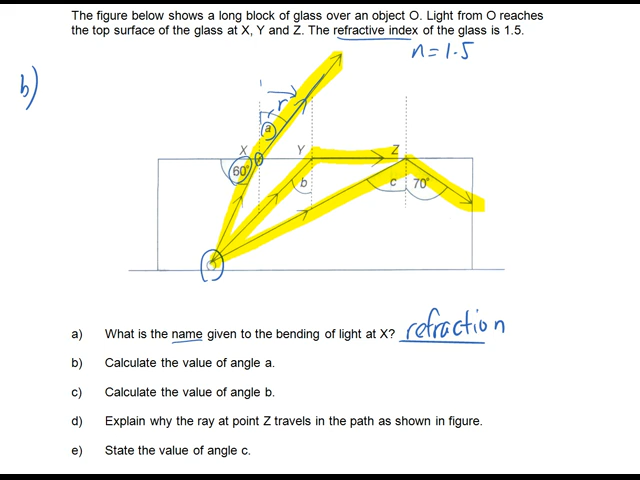 The figure below shows a long block of glass over an object O. Light from O reaches
the top surface of the glass at X, Y and Z. The refractive index of the glass is 1.5.
n = 1.5
b)
r
a
X
Y
Z
60°
b
c
70°
a) What is the name given to the bending of light at X? refraction
b) Calculate the value of angle a.
c) Calculate the value of angle b.
d) Explain why the ray at point Z travels in the path as shown in figure.
e) State the value of angle c.